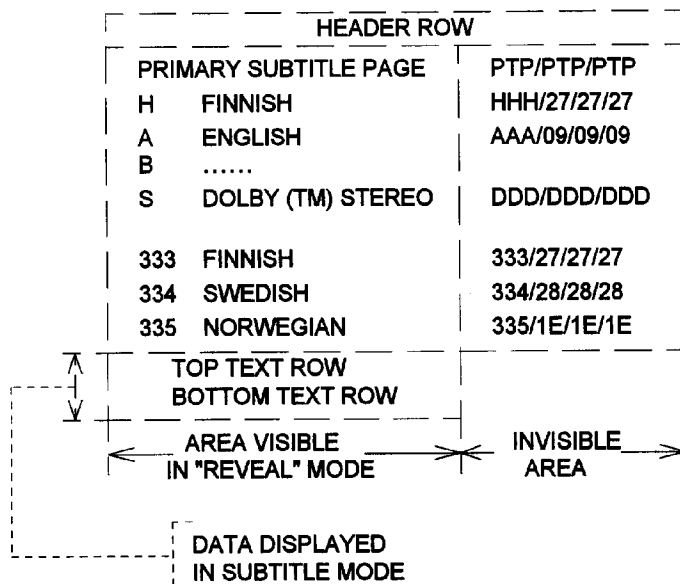 HEADER ROW
PRIMARY SUBTITLE PAGE PTP/PTP/PTP
H FINNISH HHH/27/27/27
A ENGLISH AAA/09/09/09
B ......
S DOLBY (TM) STEREO DDD/DDD/DDD
333 FINNISH 333/27/27/27
334 SWEDISH 334/28/28/28
335 NORWEGIAN 335/1E/1E/1E
TOP TEXT ROW
BOTTOM TEXT ROW
AREA VISIBLE
IN "REVEAL" MODE
INVISIBLE
AREA
DATA DISPLAYED
IN SUBTITLE MODE